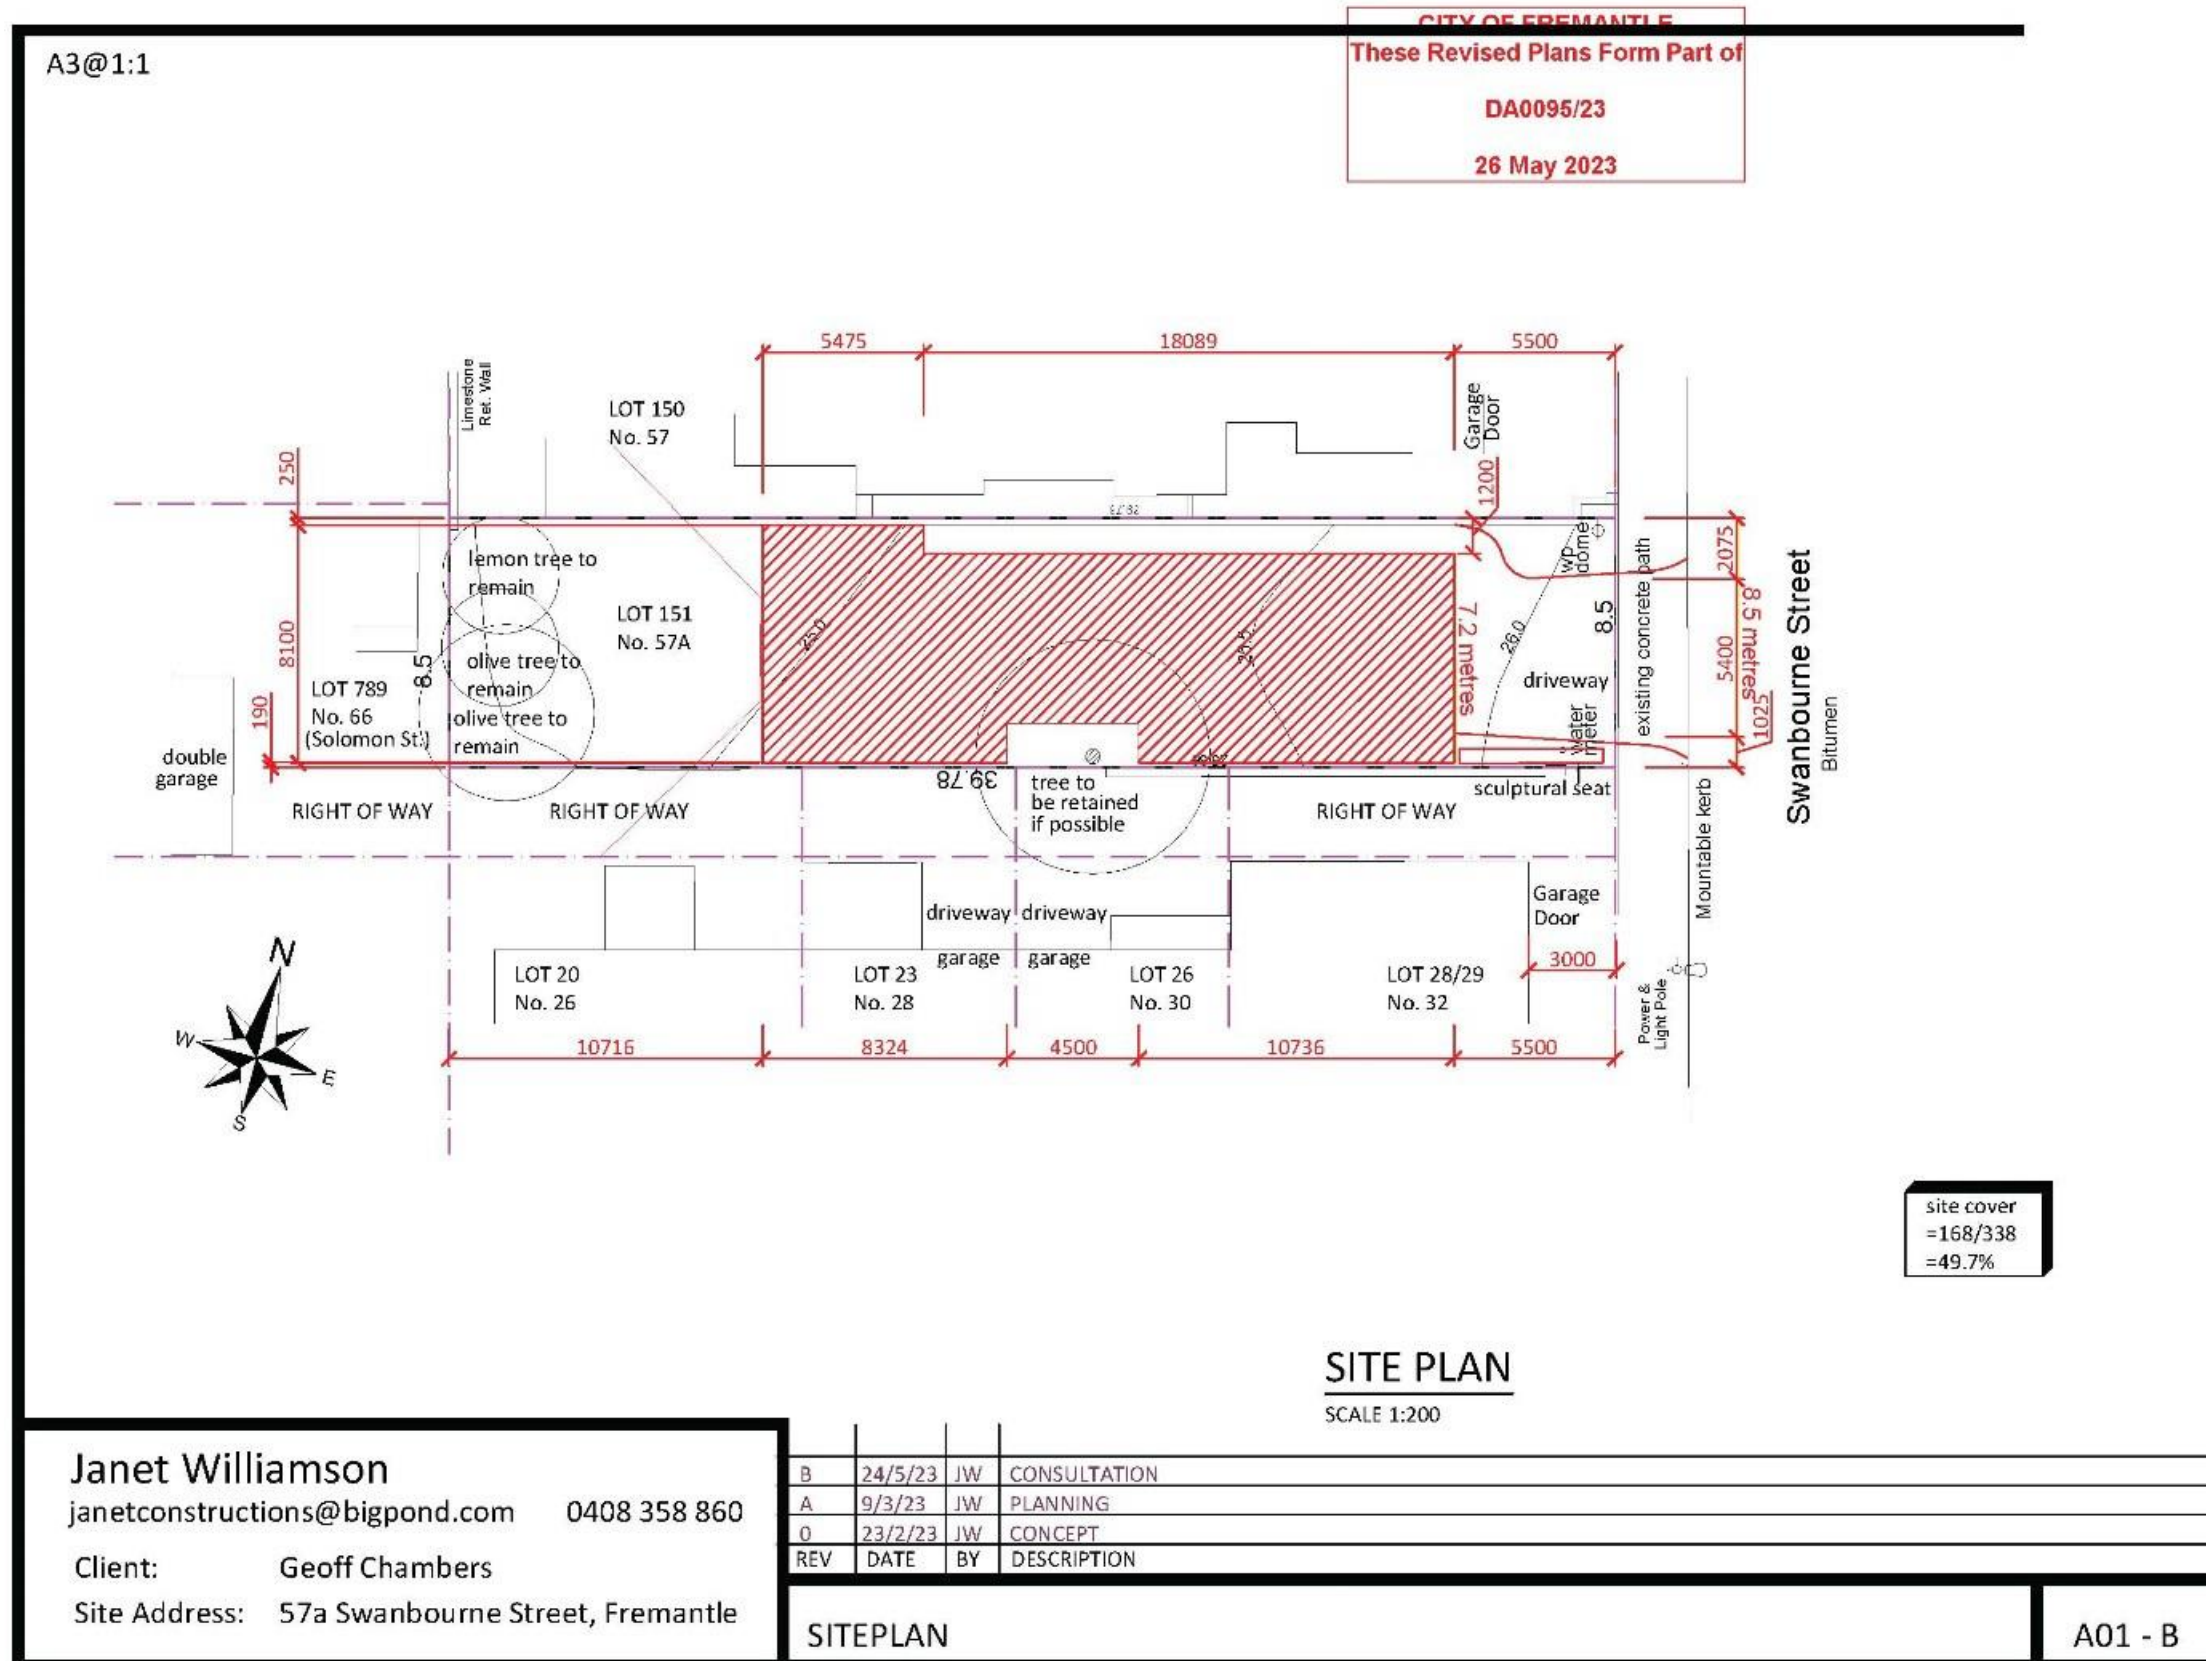 A3@1:1
CITY OF FREMANTLE
These Revised Plans Form Part of
DA0095/23
26 May 2023
5475
18089
5500
Limestone
Ret. Wall
LOT 150
No. 57
Garage
Door
250
1200
lemon tree to
remain
WP
dome
existing concrete path
2075
Swanbourne Street
Bitumen
8100
LOT 151
No. 57A
25.0
7.2 metres
26.0
8.5
8.5 metres
5400
8.5
olive tree to
remain
driveway
LOT 789
No. 66
(Solomon St.)
190
olive tree to
remain
water
meter
1025
double
garage
39.78
tree to
be retained
if possible
sculptural seat
RIGHT OF WAY
RIGHT OF WAY
RIGHT OF WAY
Mountable kerb
driveway
driveway
Garage
Door
garage
garage
3000
LOT 20
No. 26
LOT 23
No. 28
LOT 26
No. 30
LOT 28/29
No. 32
Power &
Light Pole
N
W
E
S
10716
8324
4500
10736
5500
site cover
=168/338
=49.7%
SITE PLAN
SCALE 1:200
Janet Williamson
janetconstructions@bigpond.com 0408 358 860
Client: Geoff Chambers
Site Address: 57a Swanbourne Street, Fremantle
B 24/5/23 JW CONSULTATION
A 9/3/23 JW PLANNING
0 23/2/23 JW CONCEPT
REV DATE BY DESCRIPTION
SITEPLAN
A01 - B